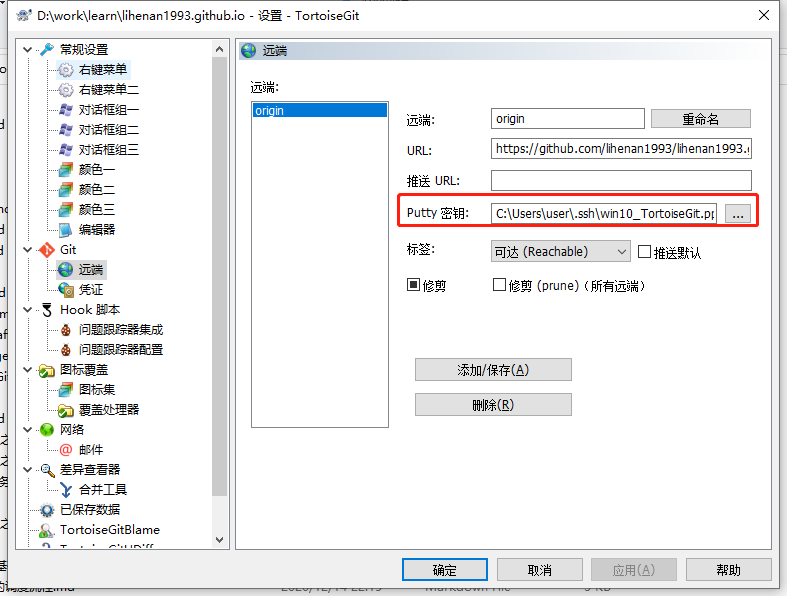 D:\work\learn\lihenan1993.github.io - 设置 - TortoiseGit
常规设置
右键菜单
右键菜单二
对话框组一
对话框组二
对话框组三
颜色一
颜色二
颜色三
编辑器
Git
远端
凭证
Hook 脚本
问题跟踪器集成
问题跟踪器配置
图标覆盖
图标集
覆盖处理器
网络
邮件
差异查看器
合并工具
已保存数据
TortoiseGitBlame
远端
远端:
origin
远端: origin 重命名
URL: https://github.com/lihenan1993/lihenan1993.g
推送 URL:
Putty 密钥: C:\Users\user\.ssh\win10_TortoiseGit.pp ...
标签: 可达 (Reachable) 推送默认
修剪 修剪 (prune)（所有远端）
添加/保存(A)
删除(R)
确定 取消 应用(A) 帮助